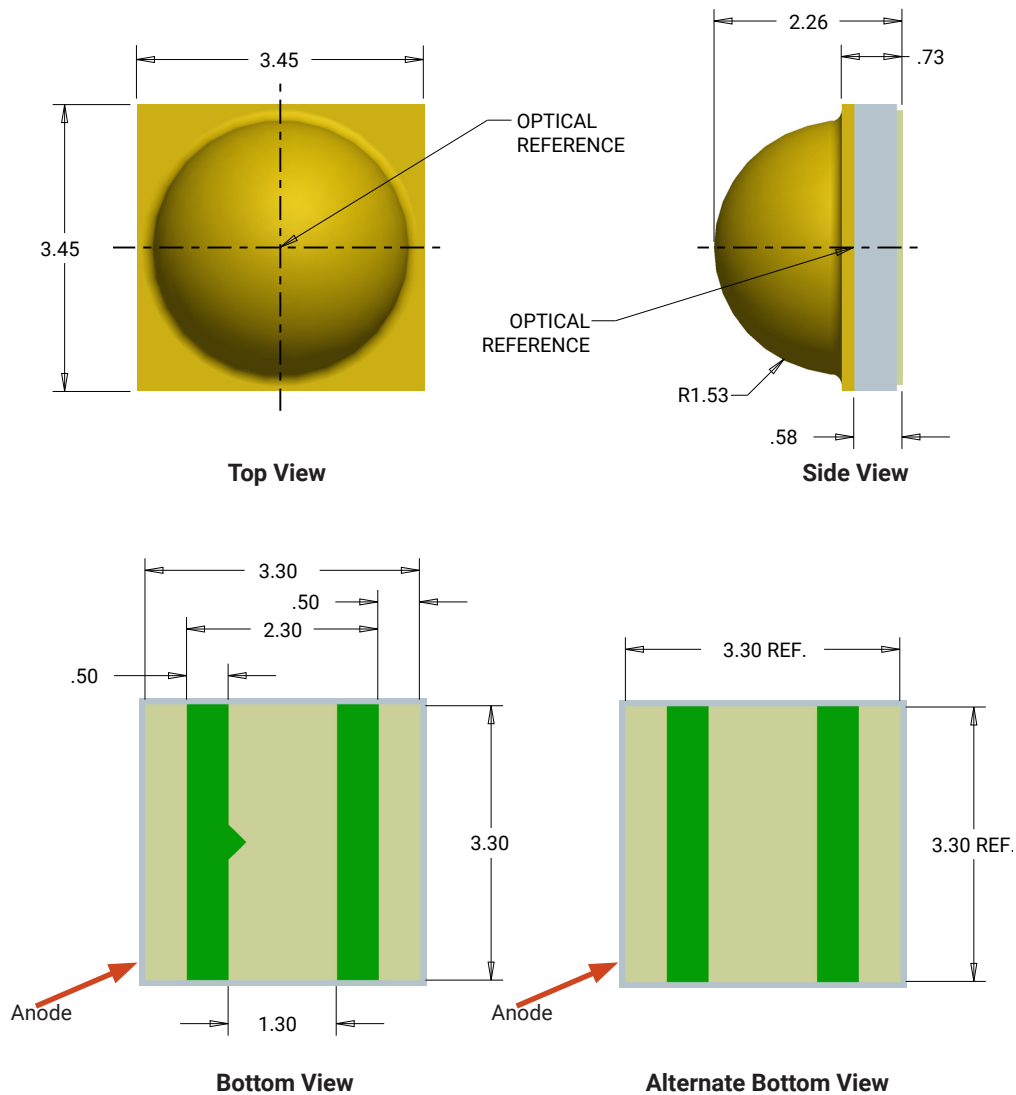 2.26
3.45
.73
OPTICAL
REFERENCE
3.45
OPTICAL
REFERENCE
R1.53
.58
Top View
Side View
3.30
.50
2.30
.50
3.30 REF.
3.30
3.30 REF.
Anode
Anode
1.30
Bottom View
Alternate Bottom View